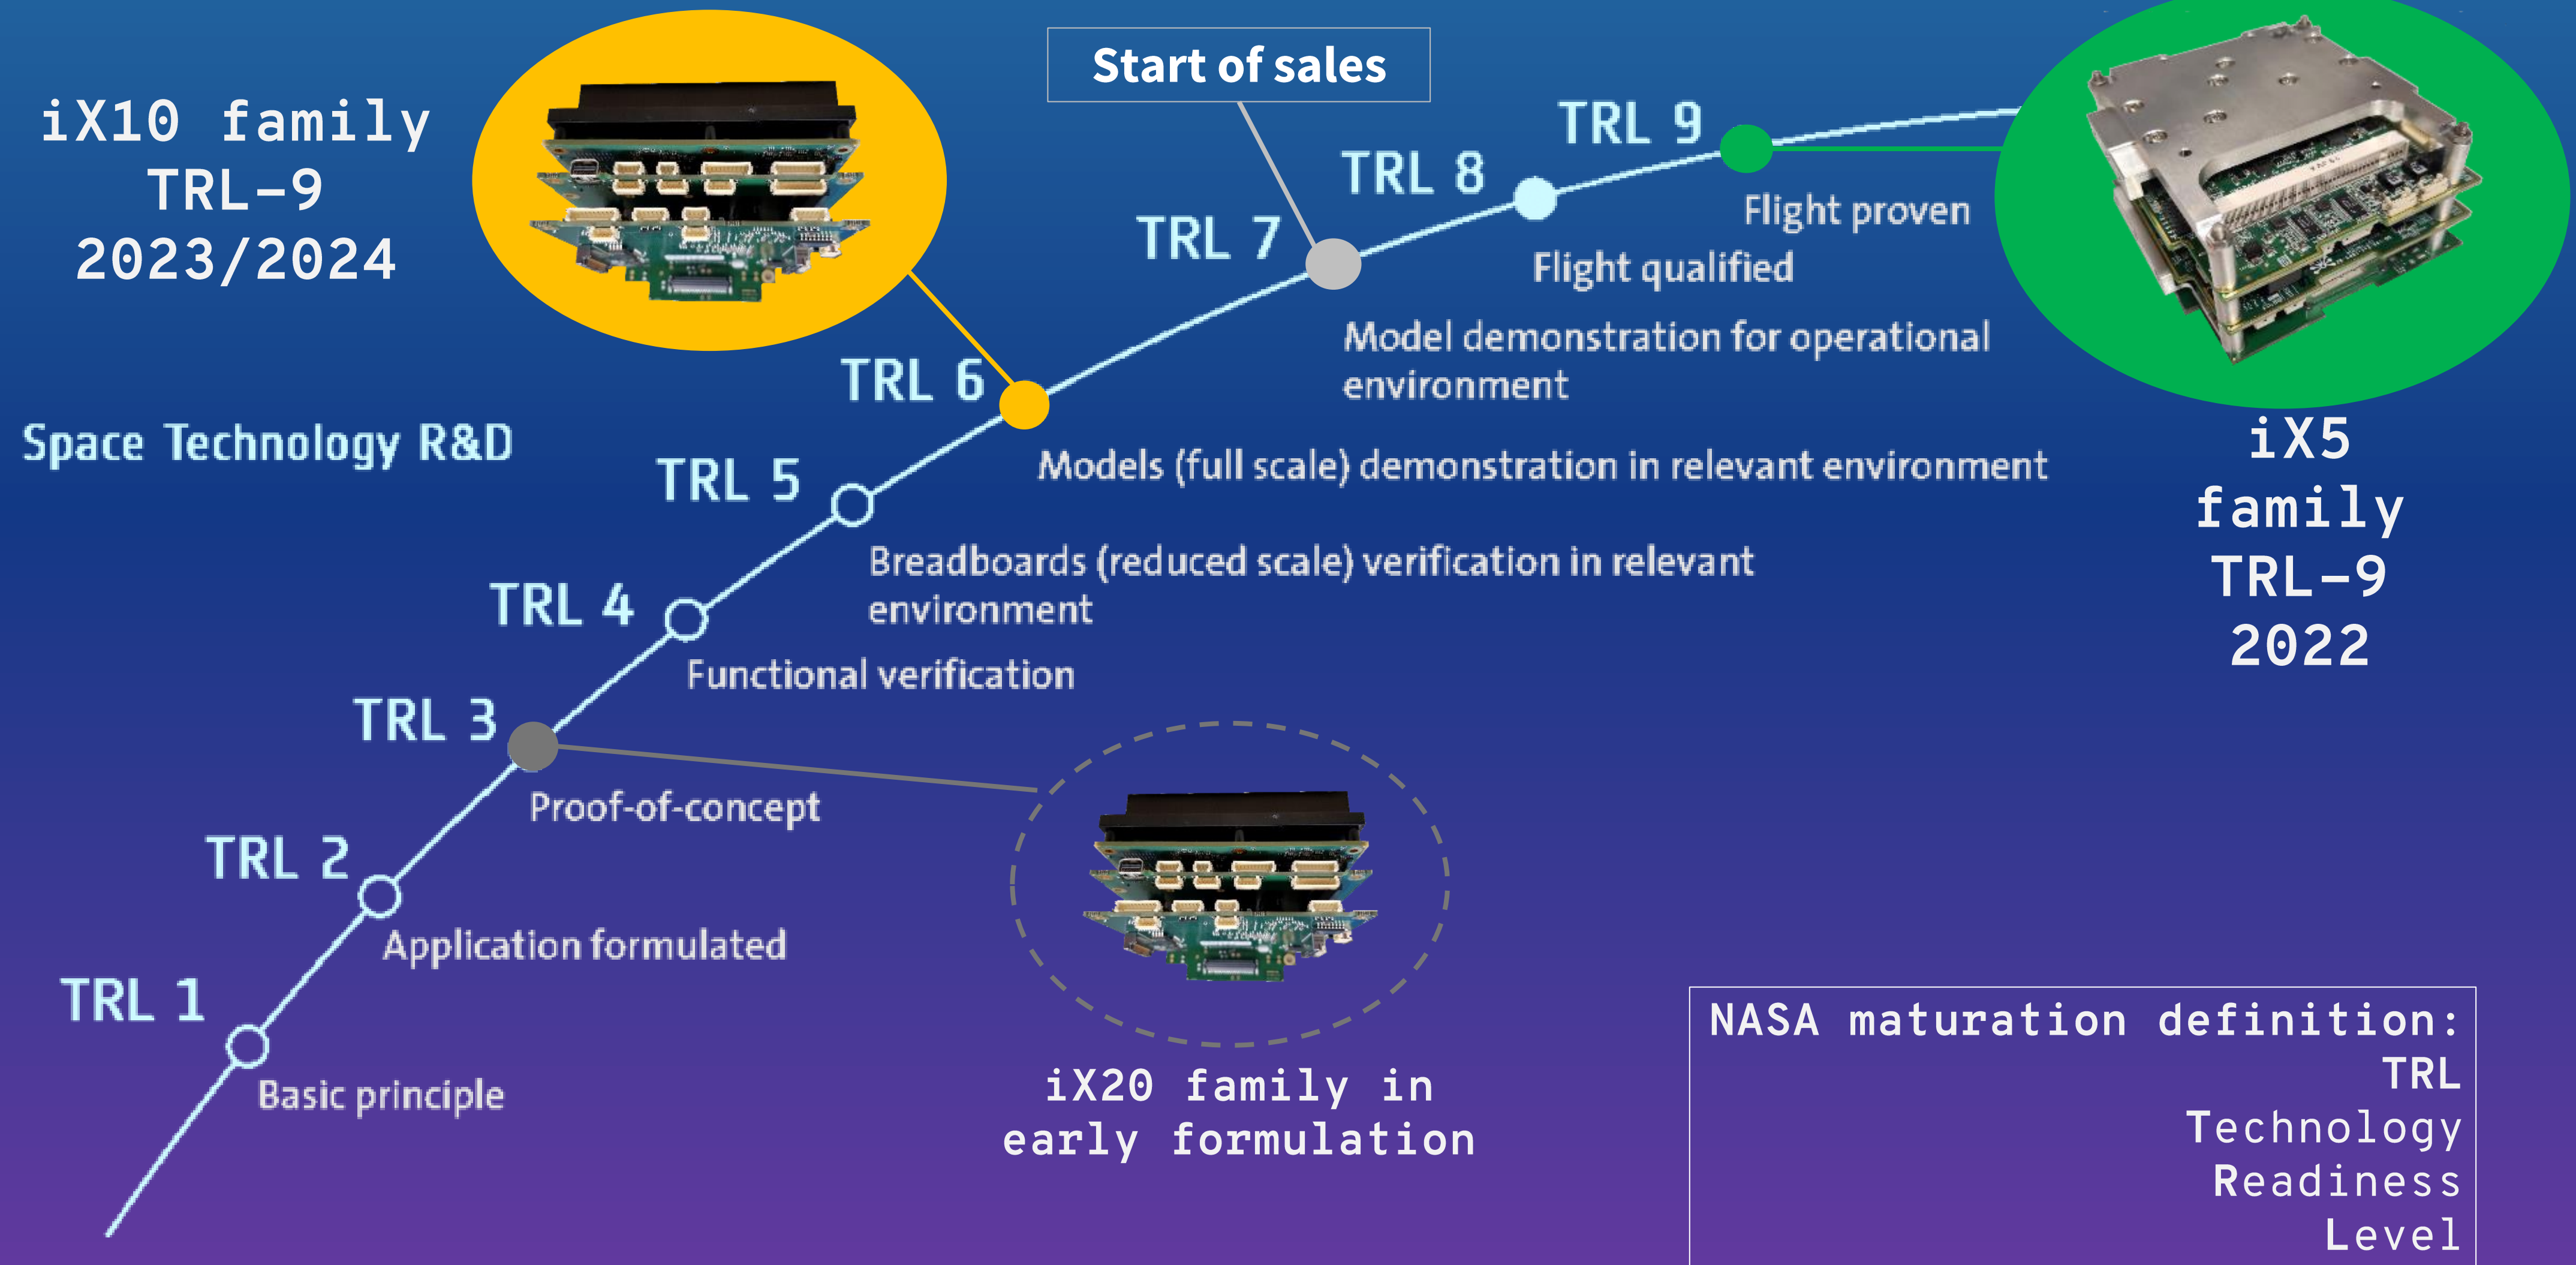 Start of sales
iX10 family
TRL-9
2023/2024
TRL 9
Flight proven
TRL 8
Flight qualified
TRL 7
Model demonstration for operational
environment
TRL 6
Models (full scale) demonstration in relevant environment
Space Technology R&D
iX5
family
TRL-9
2022
TRL 5
Breadboards (reduced scale) verification in relevant
environment
TRL 4
Functional verification
TRL 3
Proof-of-concept
TRL 2
Application formulated
TRL 1
Basic principle
iX20 family in
early formulation
NASA maturation definition:
TRL
Technology
Readiness
Level